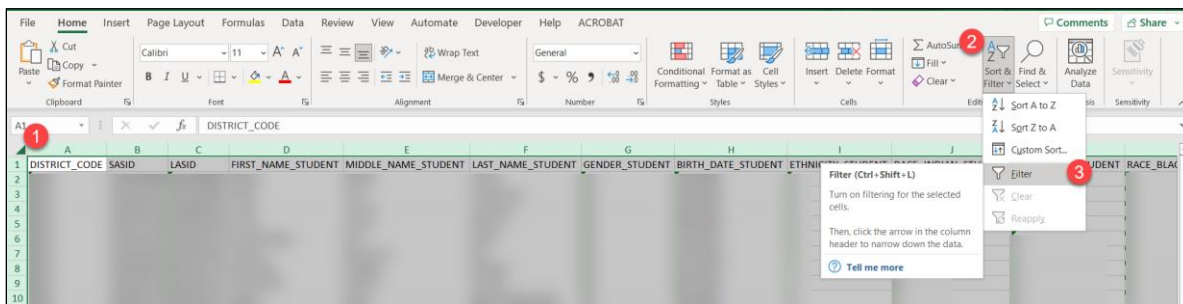 File Home Insert Page Layout Formulas Data Review View Automate Developer Help ACROBAT Comments Share
Cut Calibri 11 A^ A˅ Wrap Text General AutoSum 2
Paste Copy Conditional Format as Cell Insert Delete Format Fill Sort & Find & Analyze Sensitivity
Format Painter B I U A Merge & Center $ % 9 Formatting Table Styles Clear Filter Select Data
Clipboard Font Alignment Number Styles Cells Sensitivity
Sort A to Z
A1 fx DISTRICT_CODE
Sort Z to A
1
A B C D E F G H I J
Custom Sort...
1 DISTRICT_CODE SASID LASID FIRST_NAME_STUDENT MIDDLE_NAME_STUDENT LAST_NAME_STUDENT GENDER_STUDENT BIRTH_DATE_STUDENT
2 Filter (Ctrl+Shift+L) Filter 3
3 Turn on filtering for the selected
4 cells. Clear
5 Reapply
6 Then, click the arrow in the column
7 header to narrow down the data.
8 Tell me more
9
10